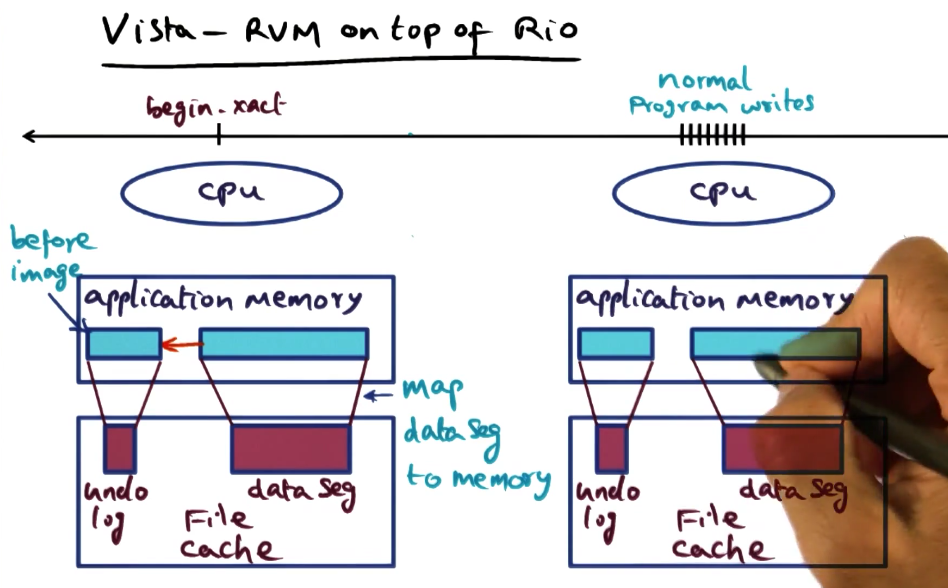 Vista - RVM on top of Rio
begin-xact
normal
Program writes
cpu
cpu
before
image
application memory
application memory
map
data seg
to memory
undo
log
data seg
File
cache
undo
log
data seg
File
cache